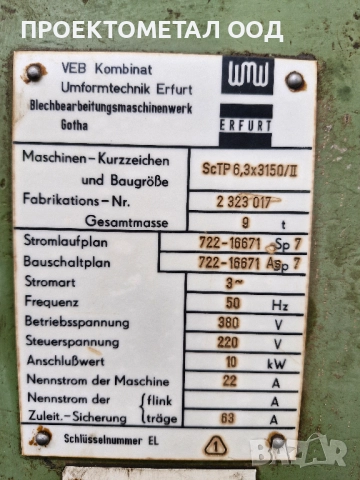 ПРОЕКТОМЕТАЛ ООД
VEB Kombinat
Umformtechnik Erfurt
Blechbearbeitungsmaschinenwerk
Gotha
WMW
ERFURT
Maschinen-Kurzzeichen
und Baugröße
ScTP 6,3x3150/II
Fabrikations-Nr. 2 323 017
Gesamtmasse 9 t
Stromlaufplan 722-16671 Sp 7
Bauschaltplan 722-16671 Asp 7
Stromart 3~
Frequenz 50 Hz
Betriebsspannung 380 V
Steuerspannung 220 V
Anschlußwert 10 kW
Nennstrom der Maschine 22 A
Nennstrom der { flink A
Zuleit.-Sicherung { träge 63 A
Schlüsselnummer EL 1
BAZAR